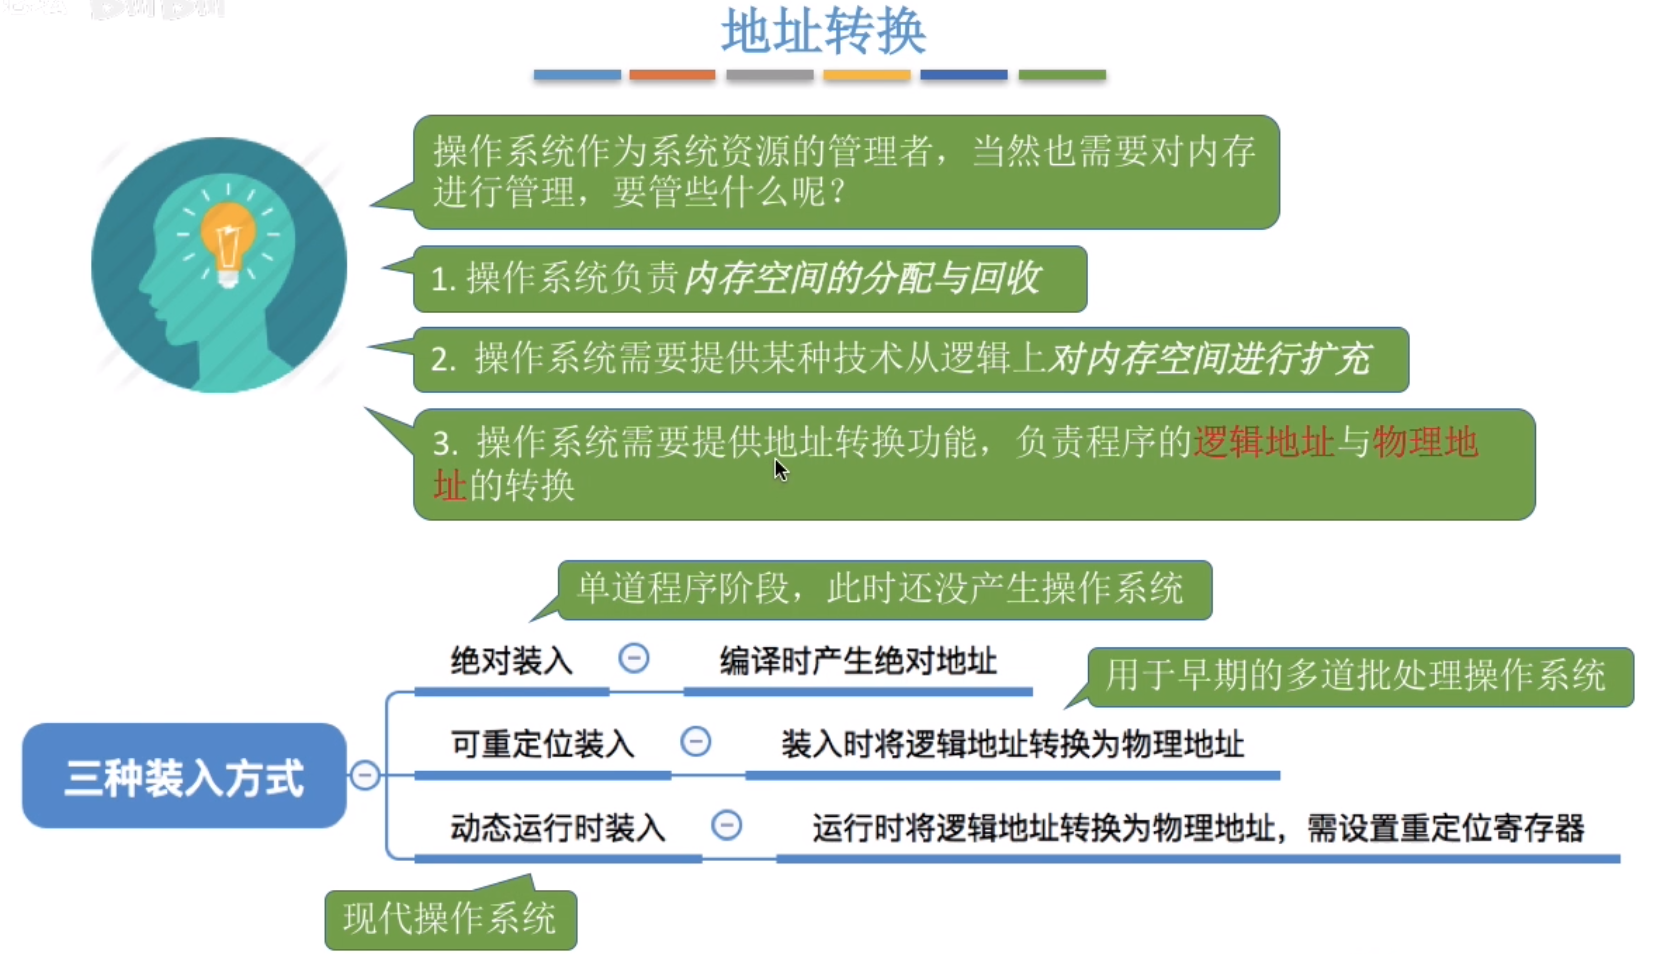 地址转换
操作系统作为系统资源的管理者，当然也需要对内存
进行管理，要管些什么呢？
1. 操作系统负责内存空间的分配与回收
2. 操作系统需要提供某种技术从逻辑上对内存空间进行扩充
3. 操作系统需要提供地址转换功能，负责程序的逻辑地址与物理地
址的转换
单道程序阶段，此时还没产生操作系统
绝对装入
编译时产生绝对地址
用于早期的多道批处理操作系统
可重定位装入
装入时将逻辑地址转换为物理地址
三种装入方式
动态运行时装入
运行时将逻辑地址转换为物理地址，需设置重定位寄存器
现代操作系统